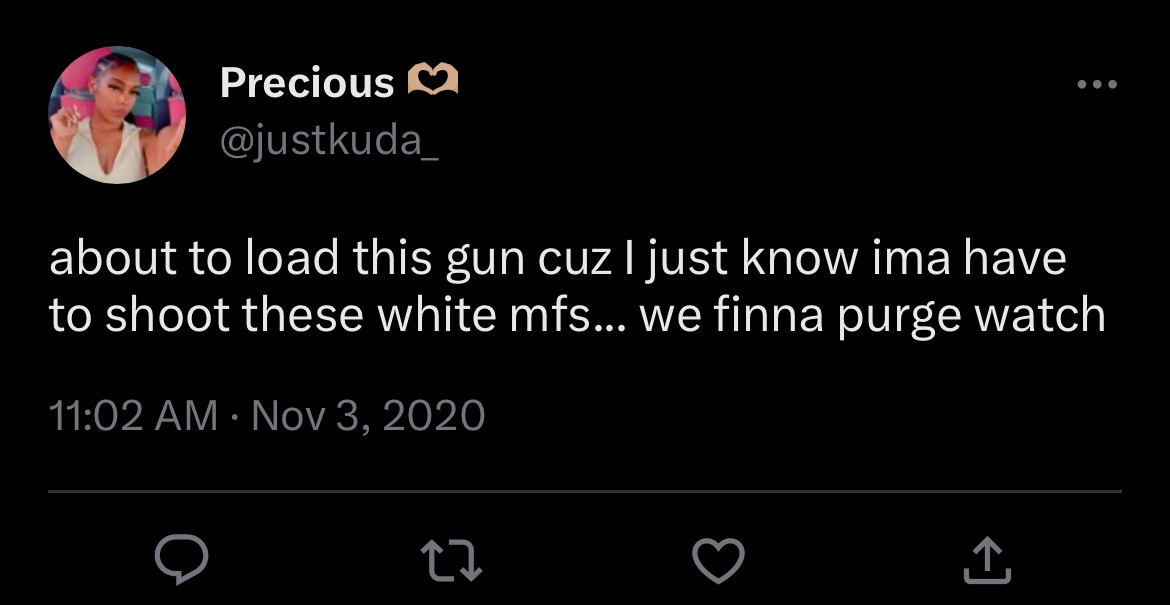 Precious 🫶🏼
@justkuda_
about to load this gun cuz I just know ima have
to shoot these white mfs... we finna purge watch
11:02 AM · Nov 3, 2020